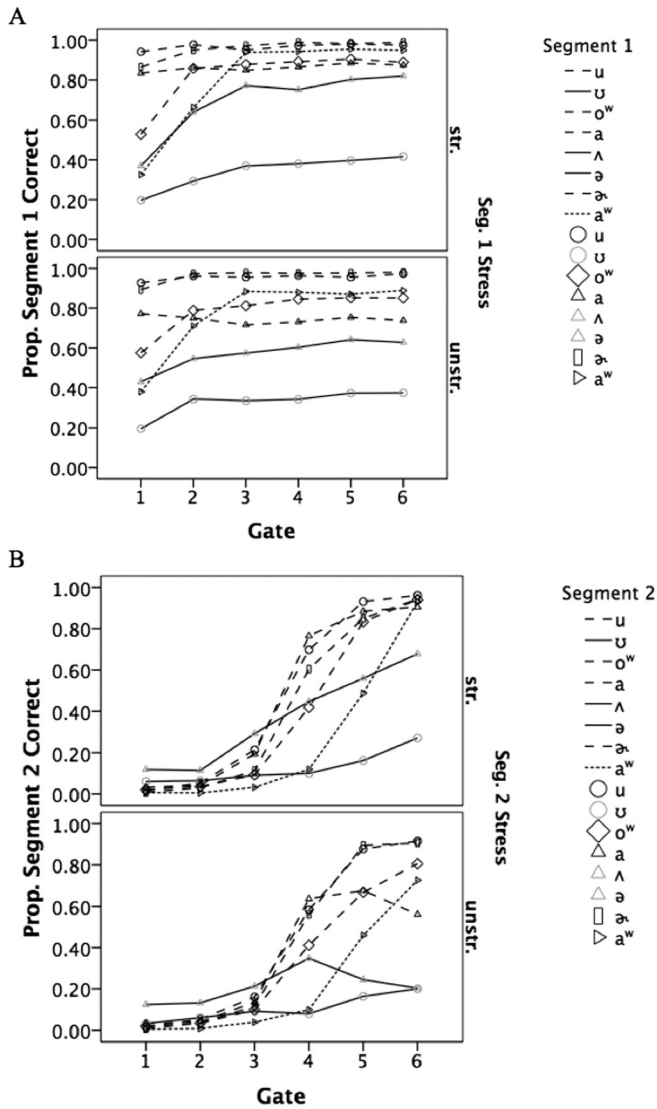 A
1.00
0.80
0.60
0.40
0.20
0.00
str.
1.00
0.80
0.60
0.40
0.20
0.00
unstr.
Prop. Segment 1 Correct
Seg. 1 Stress
1 2 3 4 5 6
Gate
Segment 1
u
ʊ
oʷ
a
ʌ
ə
ɚ
aʷ
u
ʊ
oʷ
a
ʌ
ə
ɚ
aʷ
B
1.00
0.80
0.60
0.40
0.20
0.00
str.
1.00
0.80
0.60
0.40
0.20
0.00
unstr.
Prop. Segment 2 Correct
Seg. 2 Stress
1 2 3 4 5 6
Gate
Segment 2
u
ʊ
oʷ
a
ʌ
ə
ɚ
aʷ
u
ʊ
oʷ
a
ʌ
ə
ɚ
aʷ